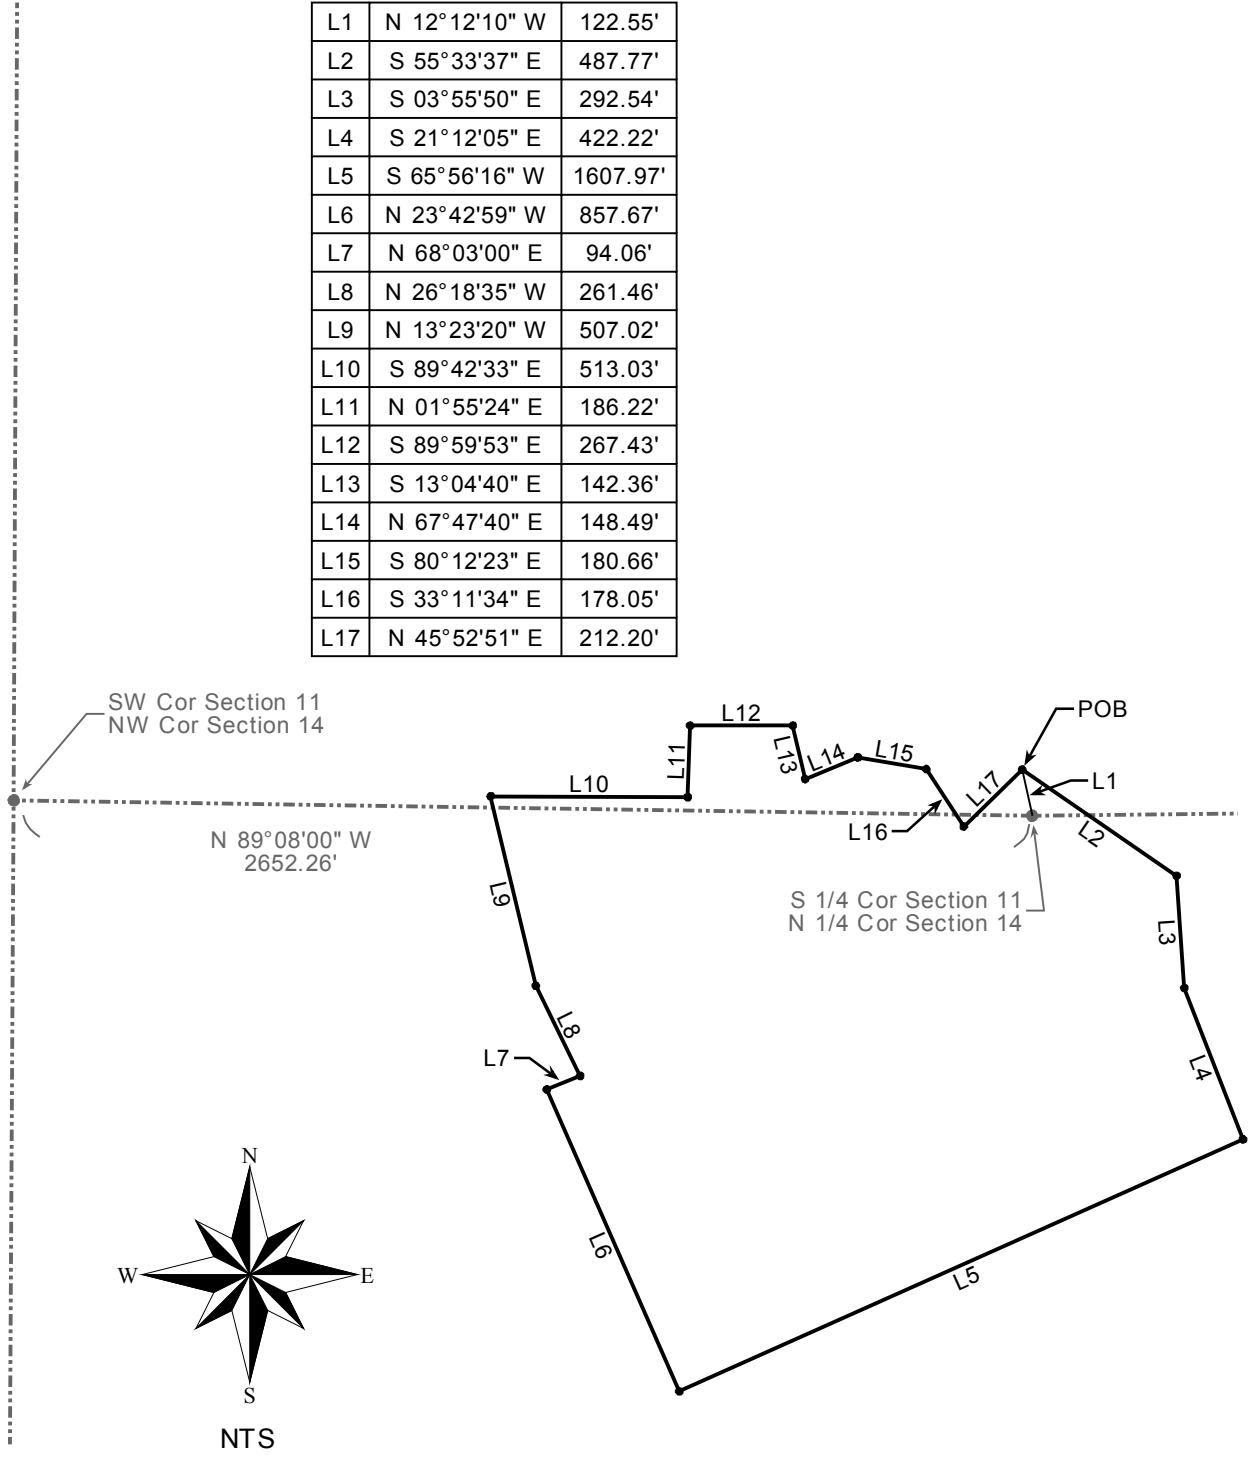 L1 N 12°12'10" W 122.55'
L2 S 55°33'37" E 487.77'
L3 S 03°55'50" E 292.54'
L4 S 21°12'05" E 422.22'
L5 S 65°56'16" W 1607.97'
L6 N 23°42'59" W 857.67'
L7 N 68°03'00" E 94.06'
L8 N 26°18'35" W 261.46'
L9 N 13°23'20" W 507.02'
L10 S 89°42'33" E 513.03'
L11 N 01°55'24" E 186.22'
L12 S 89°59'53" E 267.43'
L13 S 13°04'40" E 142.36'
L14 N 67°47'40" E 148.49'
L15 S 80°12'23" E 180.66'
L16 S 33°11'34" E 178.05'
L17 N 45°52'51" E 212.20'
SW Cor Section 11
NW Cor Section 14
N 89°08'00" W
2652.26'
L10
L11
L12
L13
L14
L15
L16
L17
POB
L1
L2
S 1/4 Cor Section 11
N 1/4 Cor Section 14
L3
L4
L5
L6
L7
L8
L9
N
W
E
S
NTS